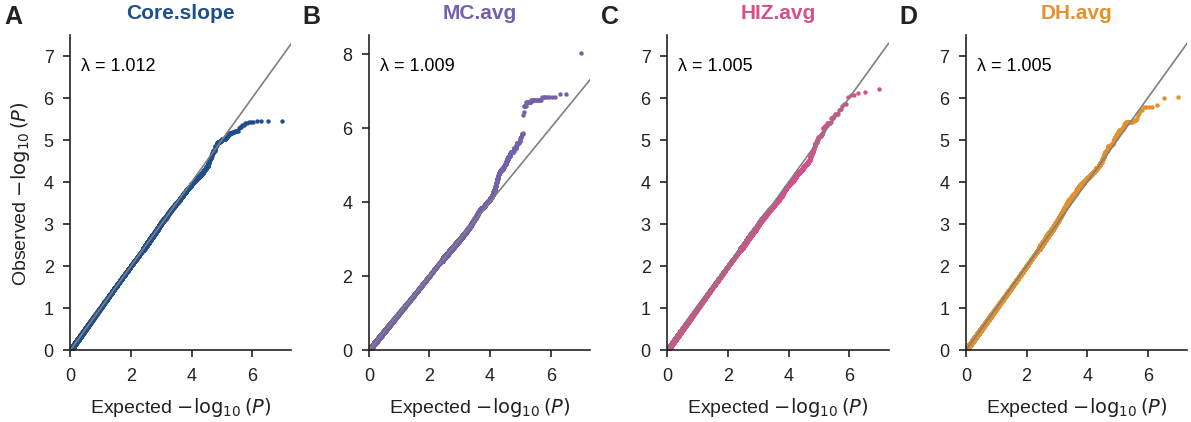 A
Core.slope
λ = 1.012
Observed −log₁₀(P)
7
6
5
4
3
2
1
0
0 2 4 6
Expected −log₁₀(P)
B
MC.avg
λ = 1.009
8
6
4
2
0
0 2 4 6
Expected −log₁₀(P)
C
HIZ.avg
λ = 1.005
7
6
5
4
3
2
1
0
0 2 4 6
Expected −log₁₀(P)
D
DH.avg
λ = 1.005
7
6
5
4
3
2
1
0
0 2 4 6
Expected −log₁₀(P)